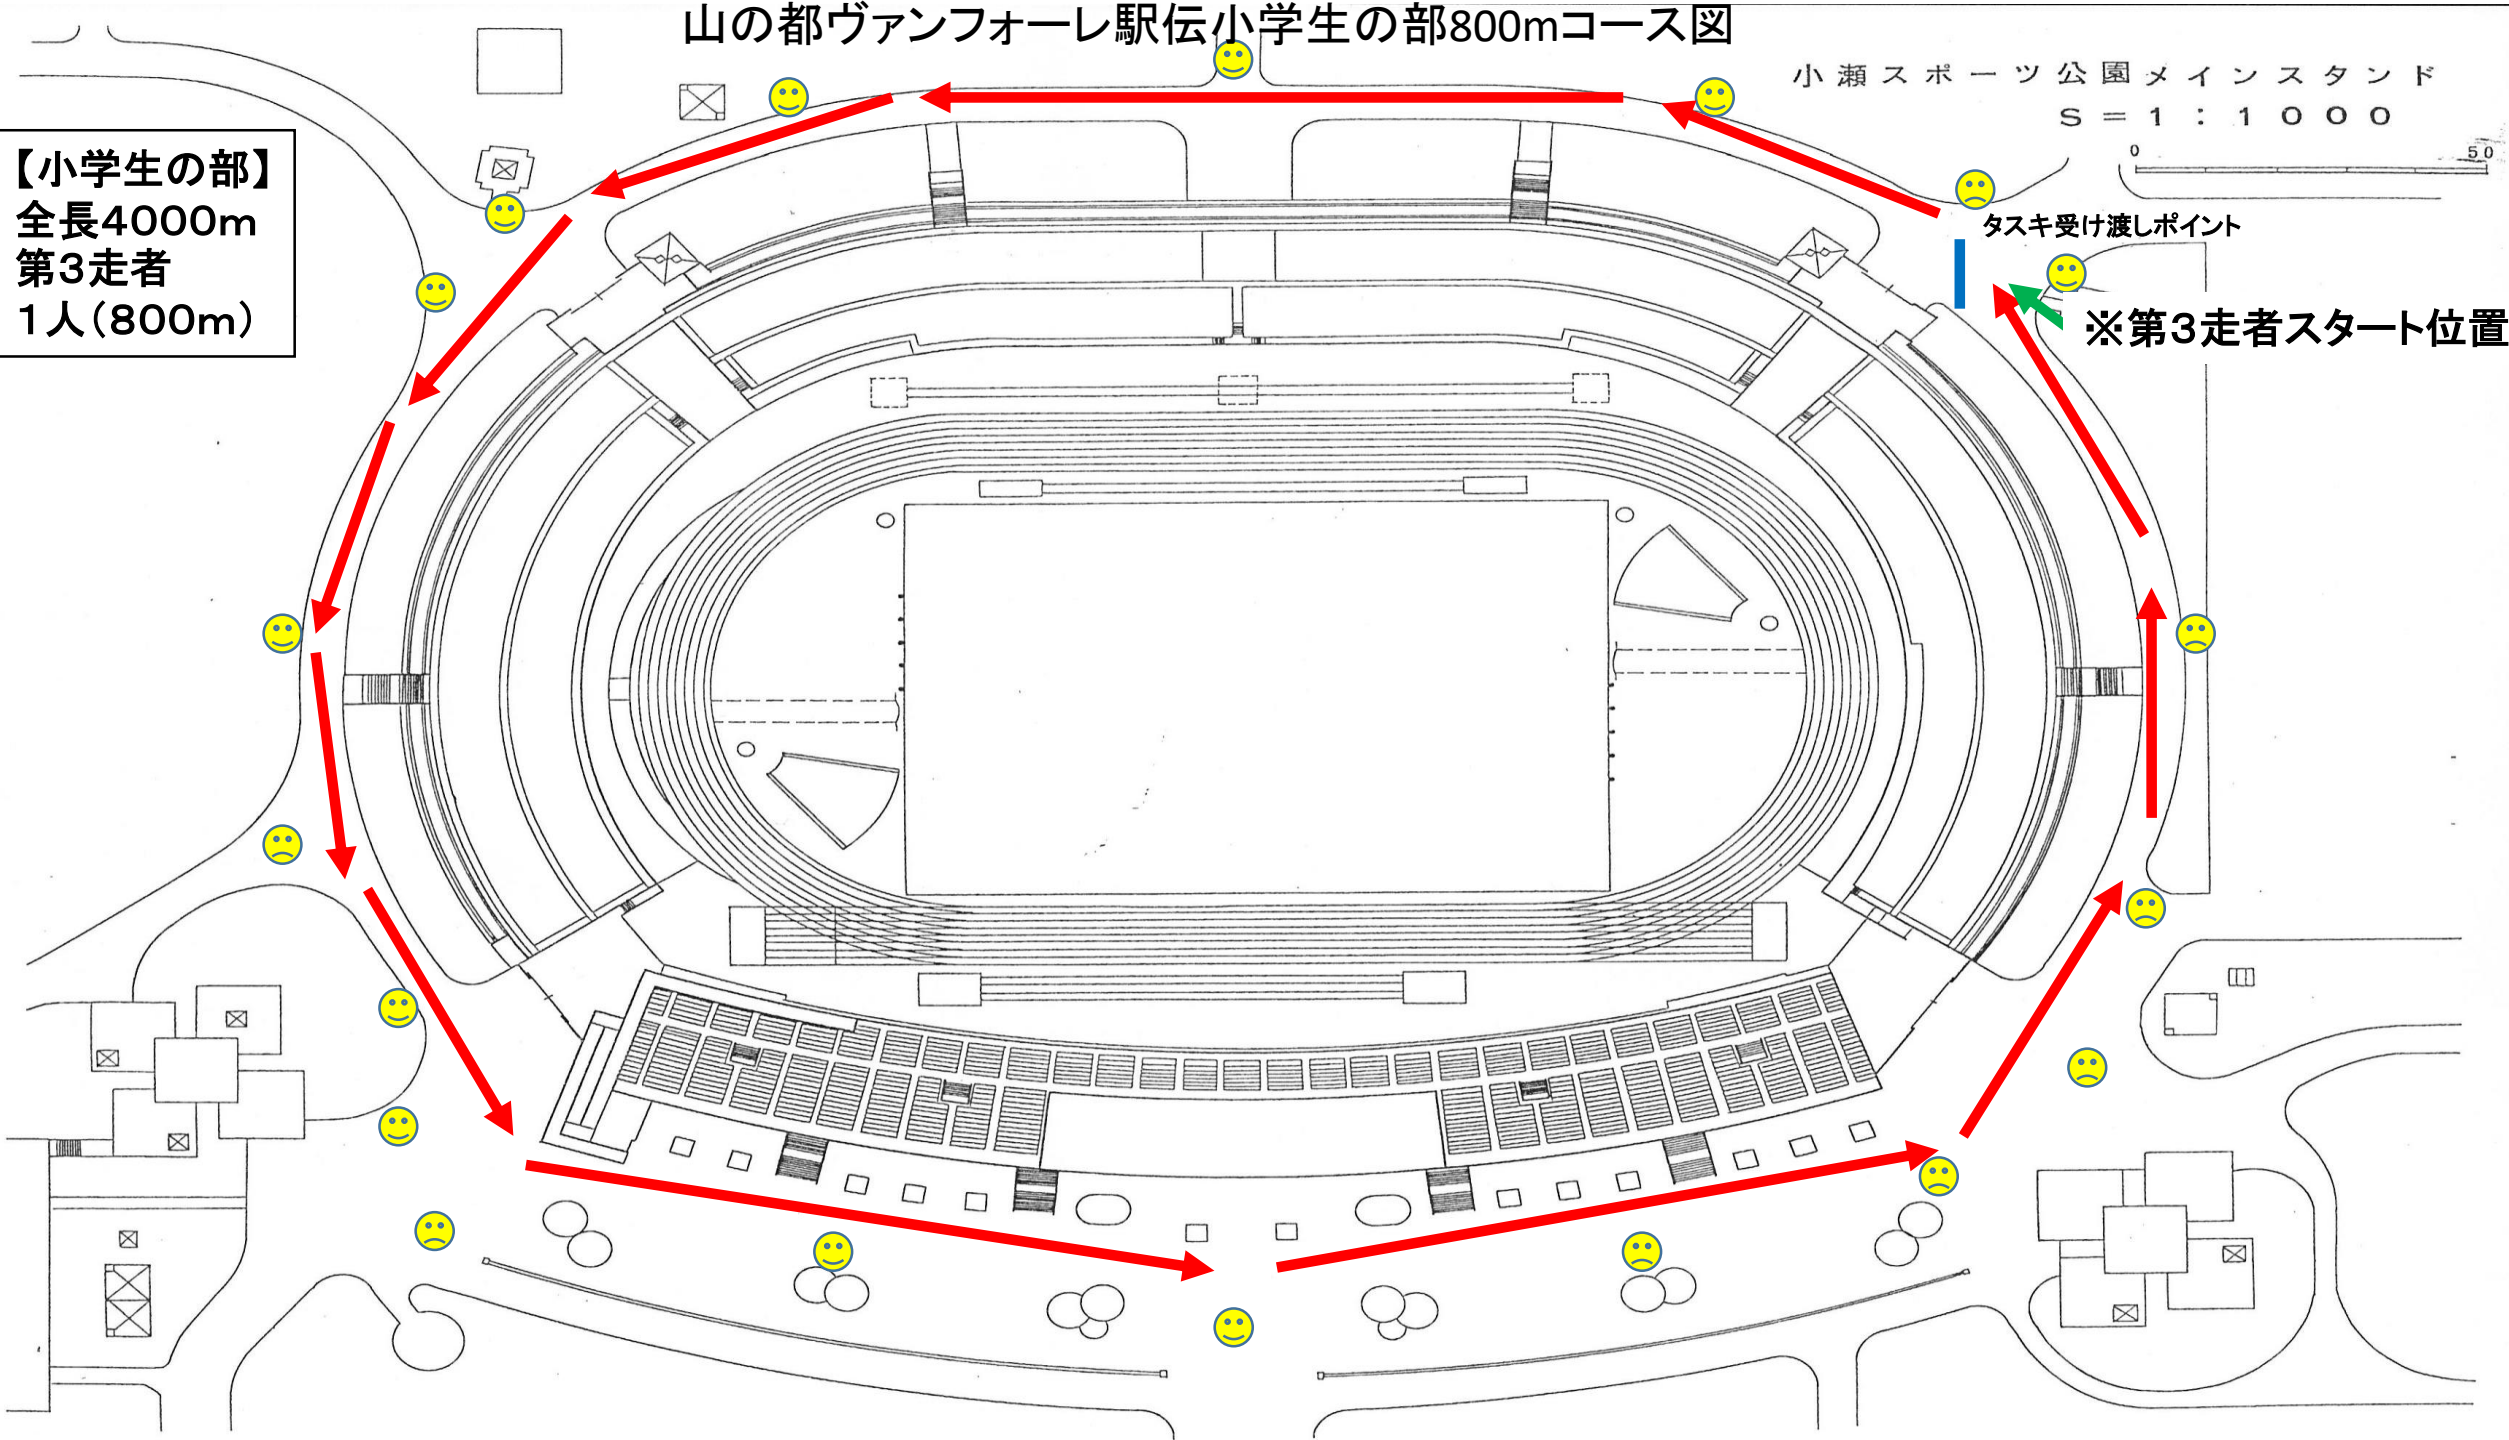 山の都ヴァンフォーレ駅伝小学生の部800mコース図
小瀬スポーツ公園メインスタンド
S=1:1000
0 50
【小学生の部】
全長4000m
第3走者
1人(800m)
タスキ受け渡しポイント
※第3走者スタート位置